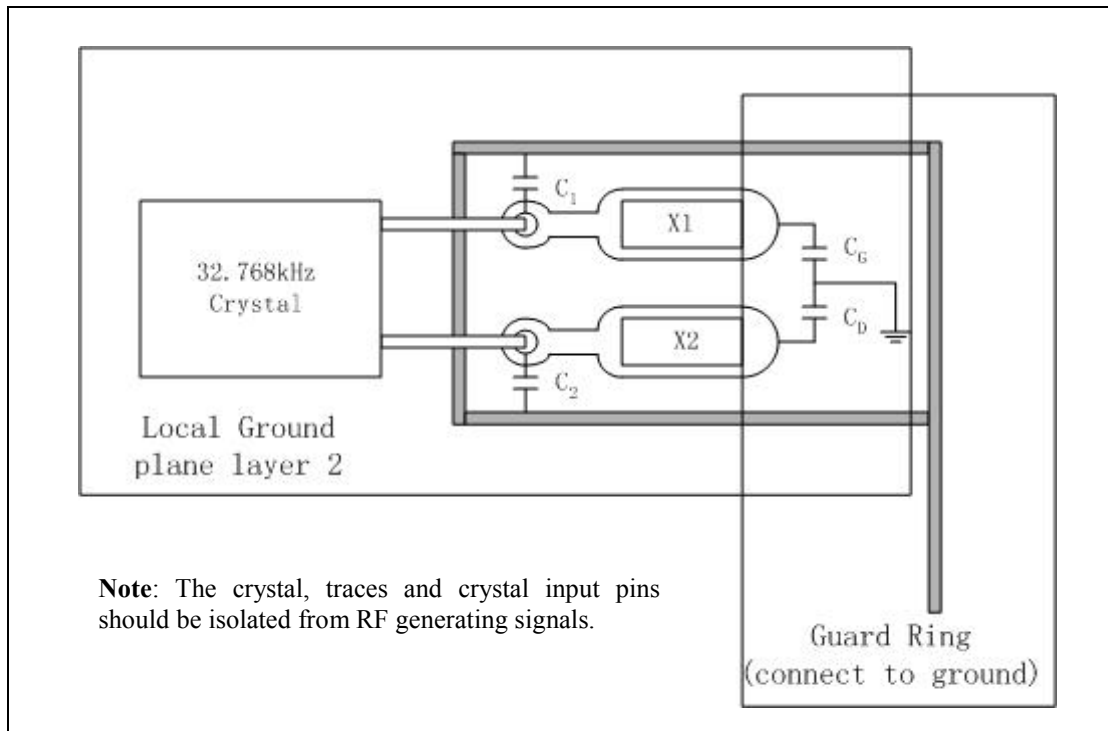 C1
X1
32.768kHz
Crystal
CG
CD
X2
C2
Local Ground
plane layer 2
Note: The crystal, traces and crystal input pins
should be isolated from RF generating signals.
Guard Ring
(connect to ground)